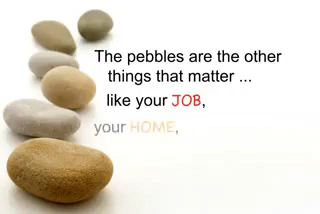 The pebbles are the other
things that matter ...
like your JOB,
your HOME,